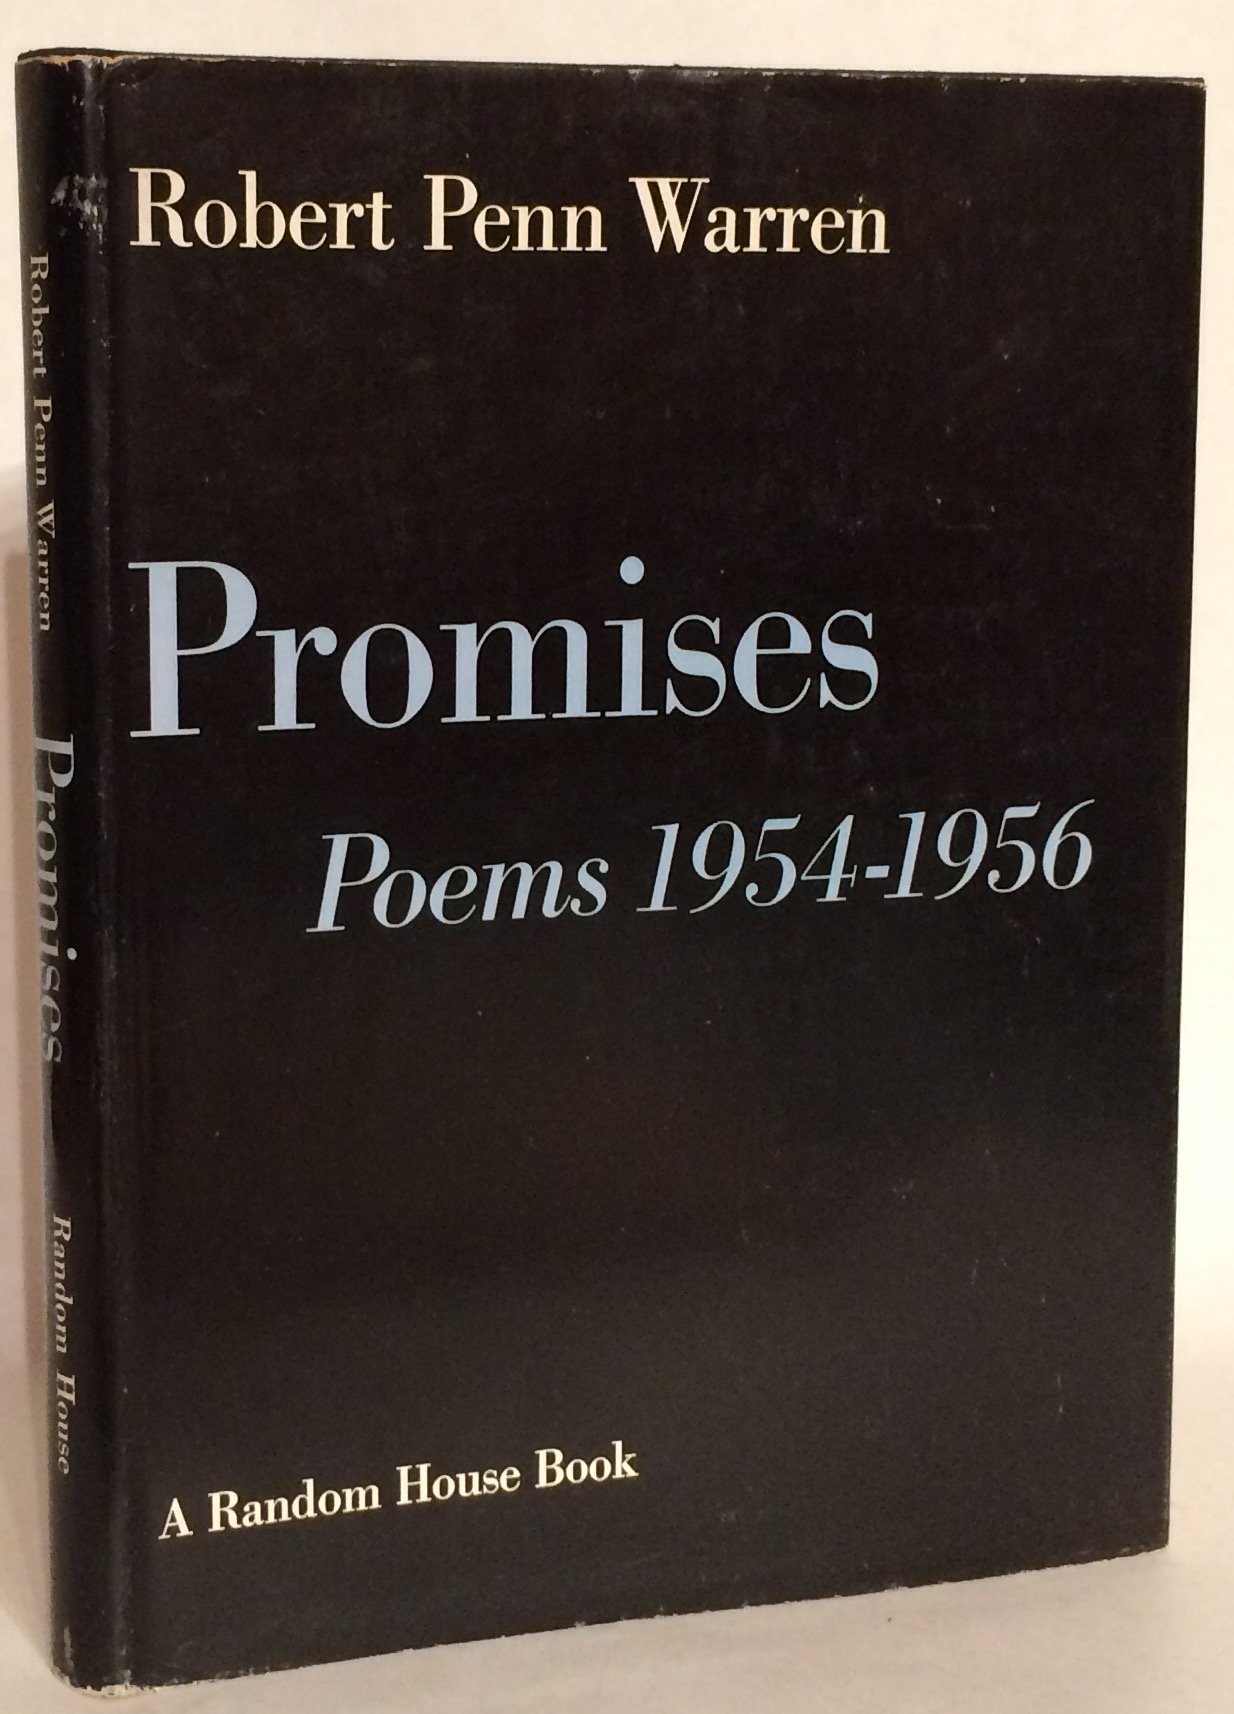 Robert Penn Warren
Promises
Poems 1954-1956
A Random House Book
Robert Penn Warren
Promises
Random House